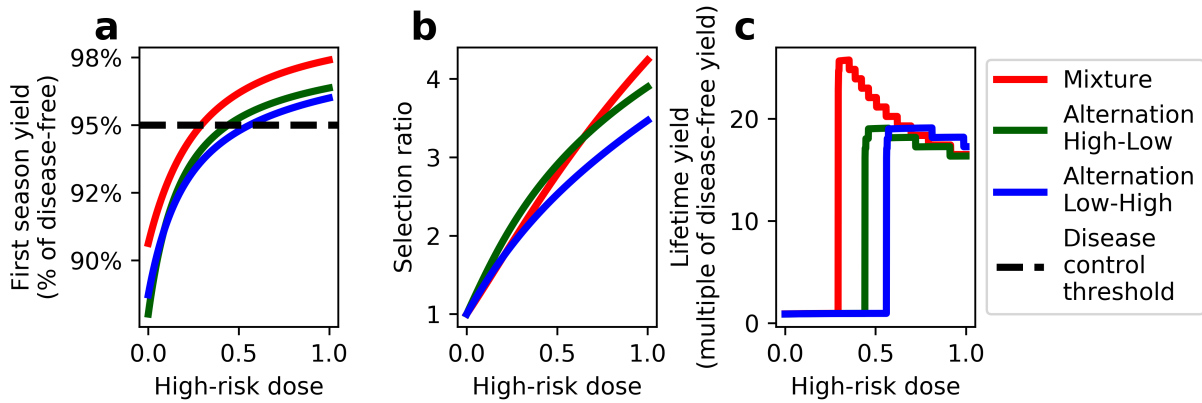 a
First season yield
(% of disease-free)
98%
95%
92%
90%
0.0
0.5
1.0
High-risk dose
b
Selection ratio
4
3
2
1
0.0
0.5
1.0
High-risk dose
c
Lifetime yield
(multiple of disease-free yield)
20
10
0
0.0
0.5
1.0
High-risk dose
Mixture
Alternation
High-Low
Alternation
Low-High
Disease
control
threshold